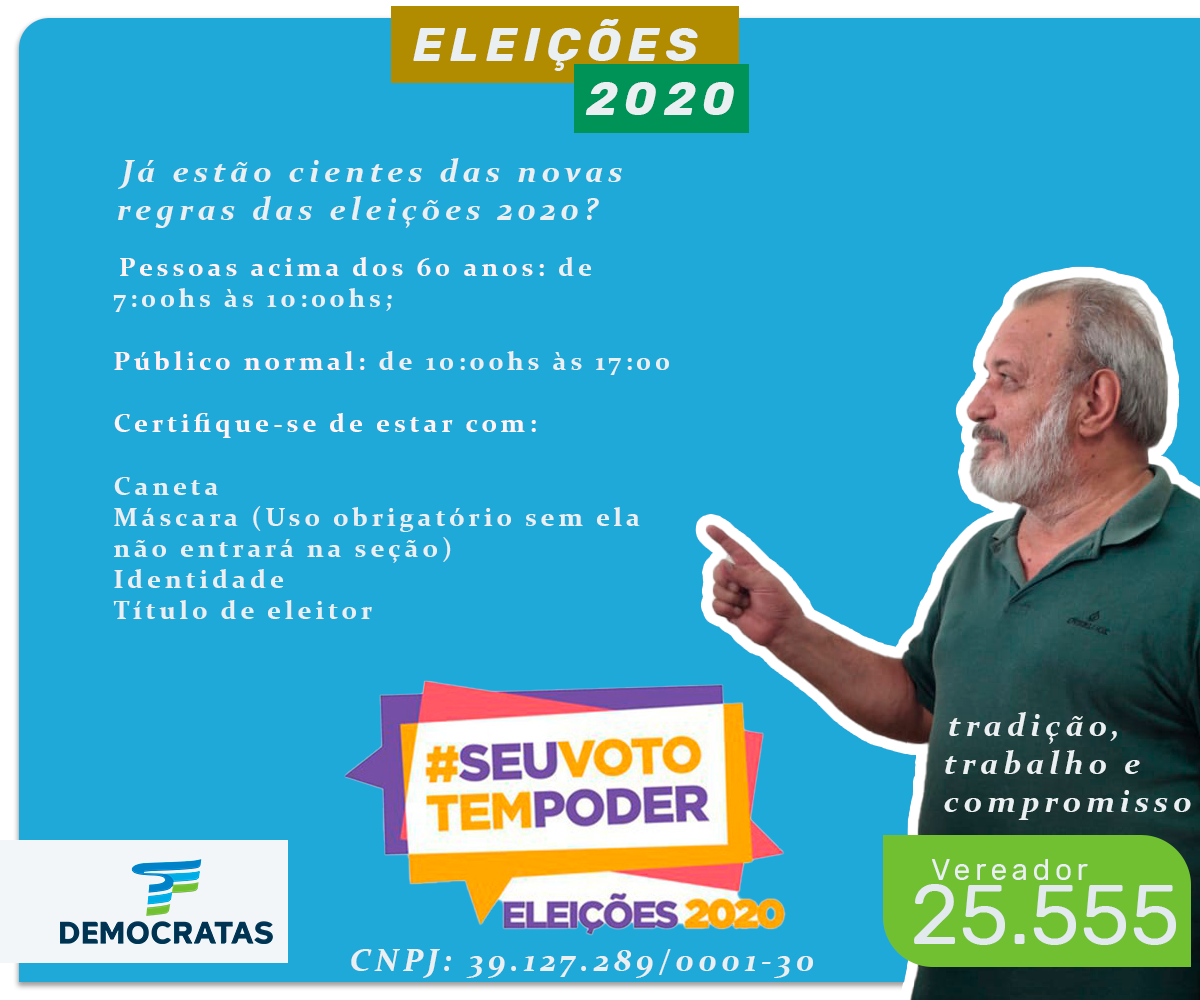 ELEIÇÕES
2020
Já estão cientes das novas
regras das eleições 2020?
Pessoas acima dos 60 anos: de
7:00hs às 10:00hs;
Público normal: de 10:00hs às 17:00
Certifique-se de estar com:
Caneta
Máscara (Uso obrigatório sem ela
não entrará na seção)
Identidade
Título de eleitor
#SEUVOTO
TEMPODER
ELEIÇÕES 2020
tradição,
trabalho e
compromisso
Vereador
25.555
DEMOCRATAS
CNPJ: 39.127.289/0001-30